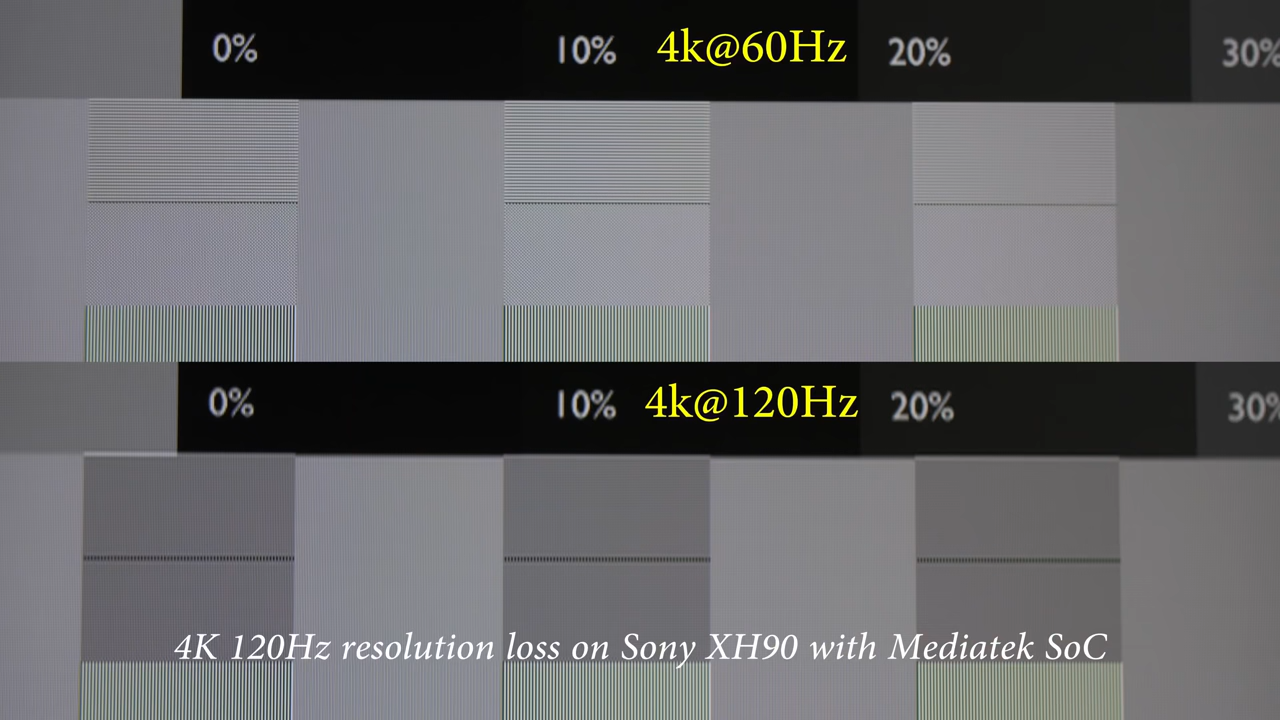 0% 10% 4k@60Hz 20% 30%
0% 10% 4k@120Hz 20% 30%
4K 120Hz resolution loss on Sony XH90 with Mediatek SoC